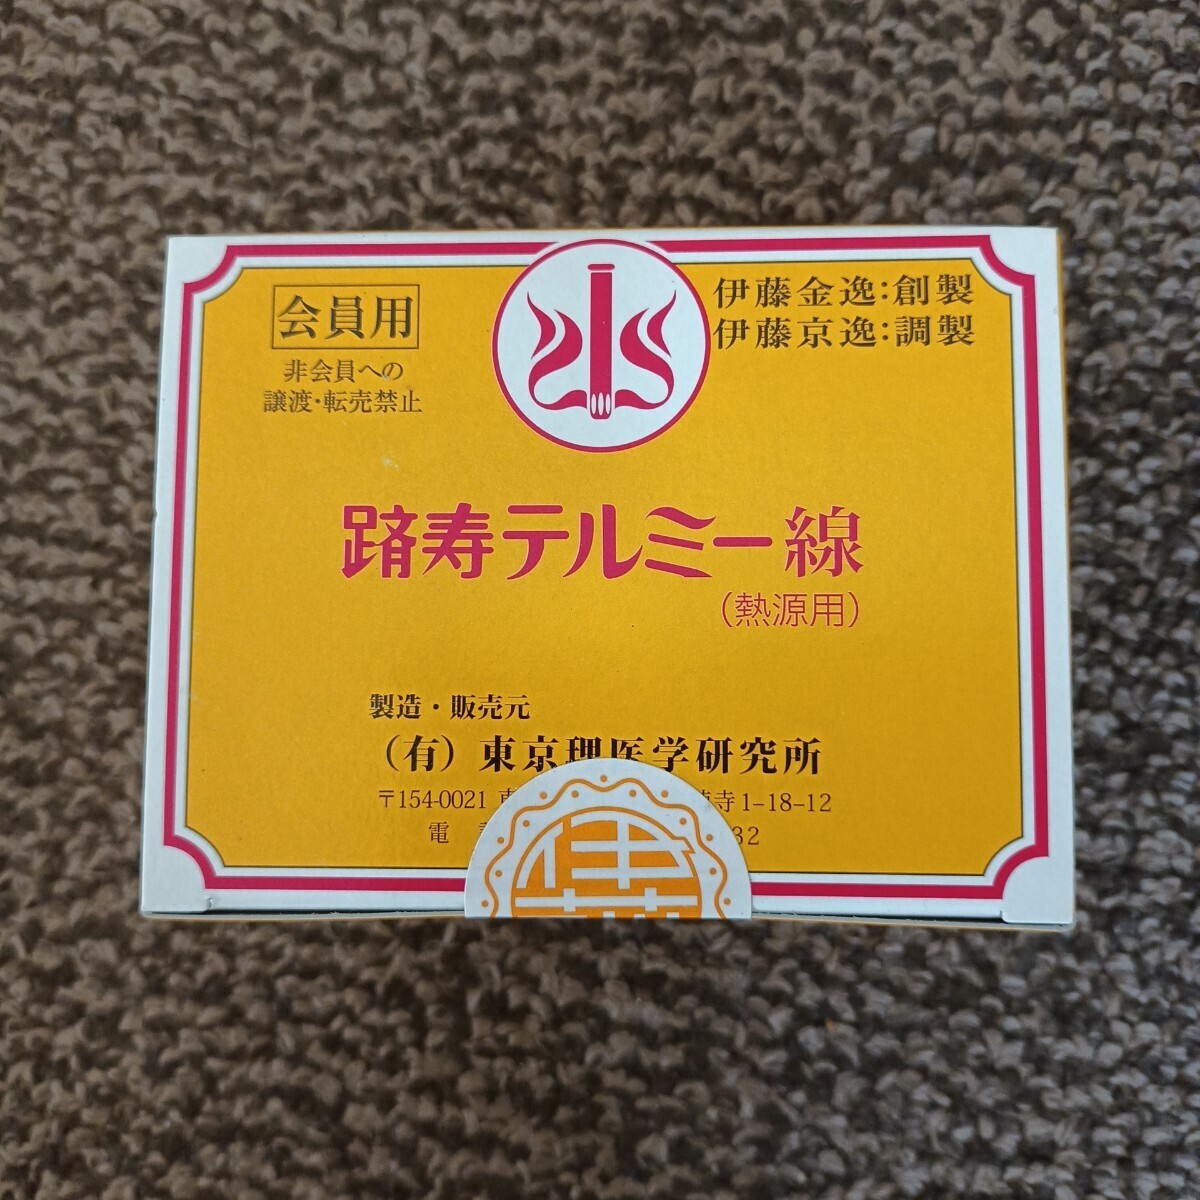 会員用
非会員への
譲渡・転売禁止
伊藤金逸：創製
伊藤京逸：調製
踖寿テルミー線
（熱源用）
製造・販売元
（有）東京理医学研究所
〒154-0021 寺1-18-12
電 32